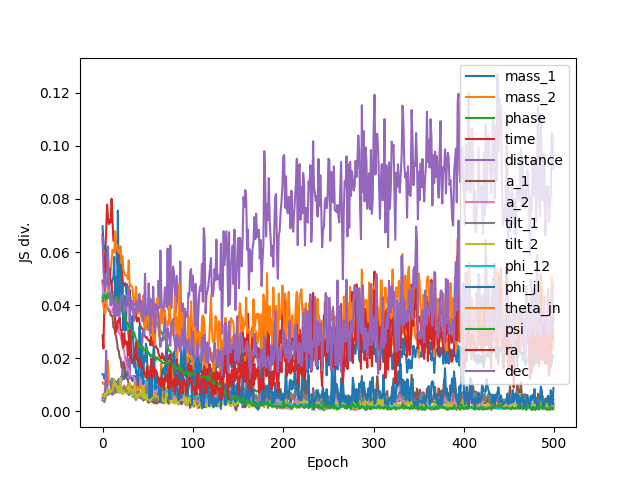 JS div.
0.12
0.10
0.08
0.06
0.04
0.02
0.00
0
100
200
300
400
500
Epoch
mass_1
mass_2
phase
time
distance
a_1
a_2
tilt_1
tilt_2
phi_12
phi_jl
theta_jn
psi
ra
dec